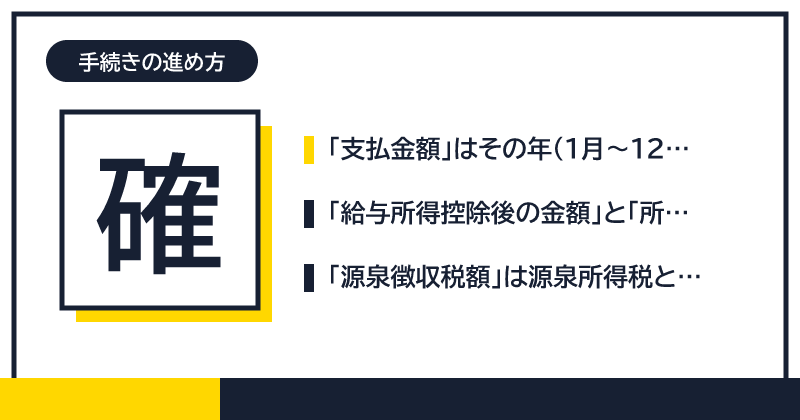 手続きの進め方
確
「支払金額」はその年(1月～12…
「給与所得控除後の金額」と「所…
「源泉徴収税額」は源泉所得税と…